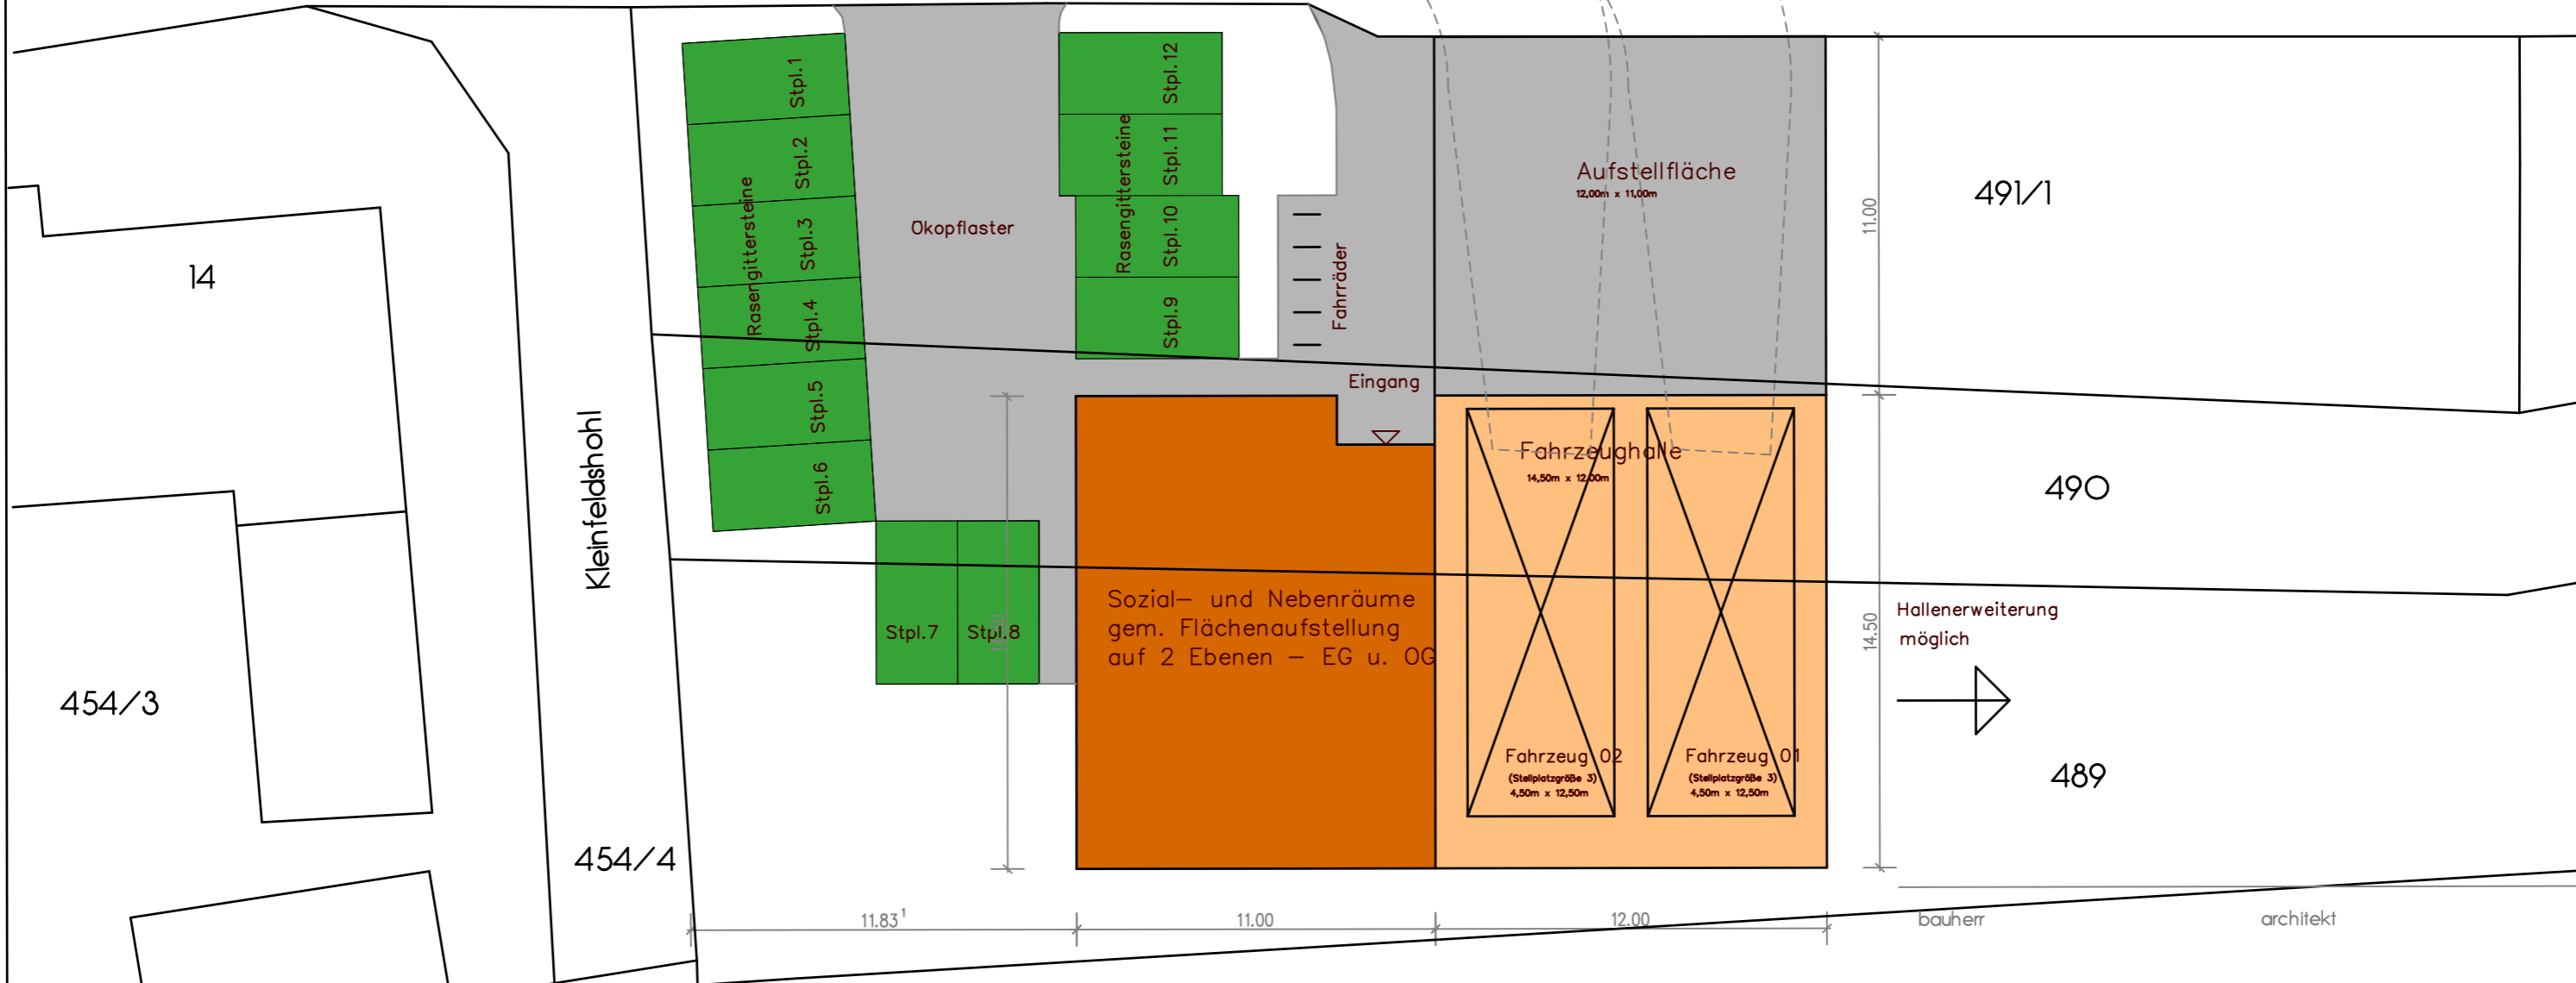 Stpl.1
Stpl.2
Stpl.3
Stpl.4
Stpl.5
Stpl.6
Rasengittersteine
Okopflaster
Stpl.12
Stpl.11
Stpl.10
Stpl.9
Rasengittersteine
Fahrräder
Eingang
Aufstellfläche
12,00m x 11,00m
11.00
491/1
14
Kleinfeldshohl
Fahrzeughalle
14,50m x 12,00m
490
Stpl.7
Stpl.8
Sozial- und Nebenräume
gem. Flächenaufstellung
auf 2 Ebenen - EG u. OG
14.50
Hallenerweiterung
möglich
454/3
Fahrzeug 02
(Stellplatzgröße 3)
4,50m x 12,50m
Fahrzeug 01
(Stellplatzgröße 3)
4,50m x 12,50m
489
454/4
11.83¹
11.00
12.00
bauherr
architekt